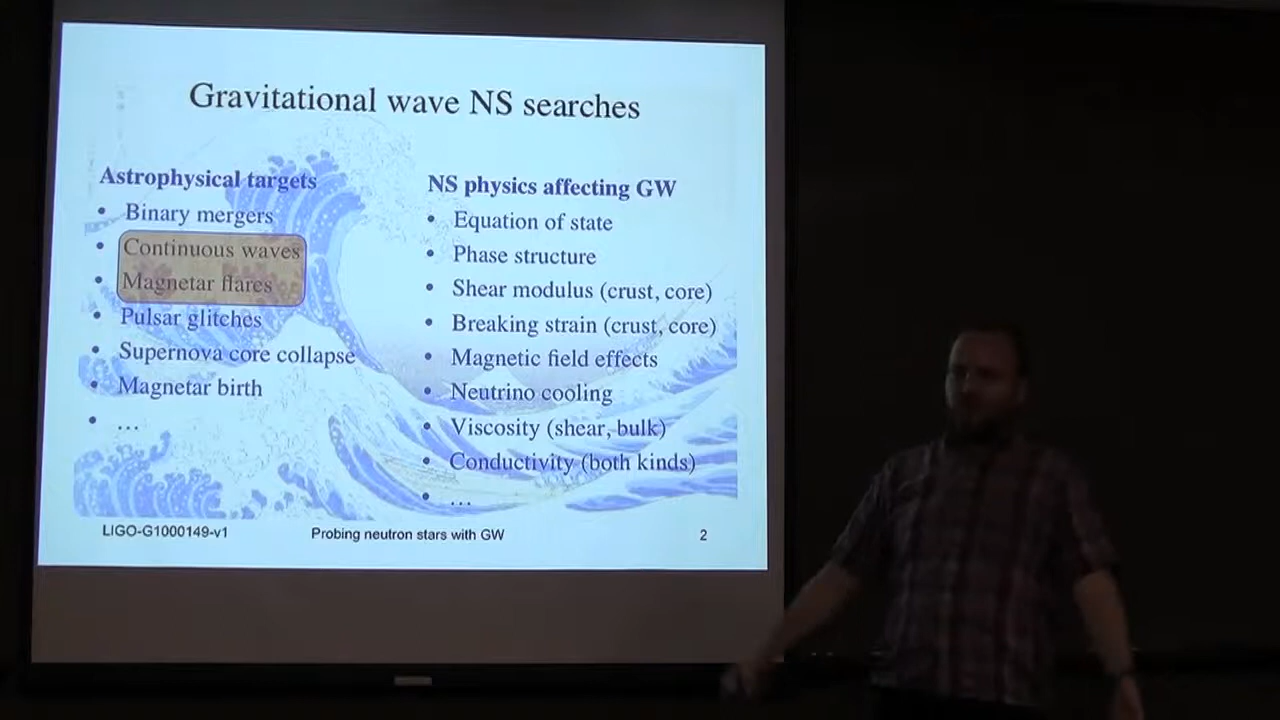 Gravitational wave NS searches
Astrophysical targets
• Binary mergers
• Continuous waves
• Magnetar flares
• Pulsar glitches
• Supernova core collapse
• Magnetar birth
• …
NS physics affecting GW
• Equation of state
• Phase structure
• Shear modulus (crust, core)
• Breaking strain (crust, core)
• Magnetic field effects
• Neutrino cooling
• Viscosity (shear, bulk)
• Conductivity (both kinds)
• …
LIGO-G1000149-v1
Probing neutron stars with GW
2